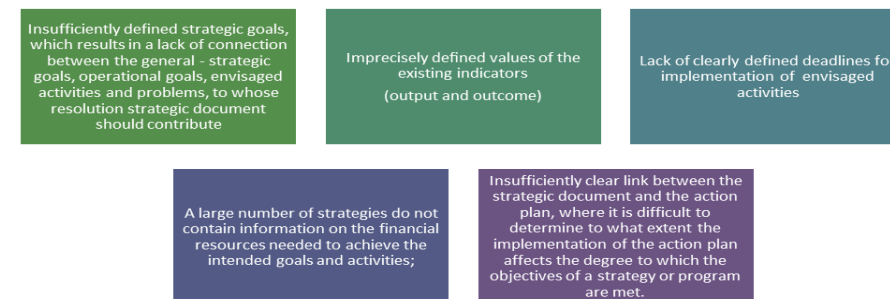 Insufficiently defined strategic goals,
which results in a lack of connection
between the general - strategic
goals, operational goals, envisaged
activities and problems, to whose
resolution strategic document
should contribute
Imprecisely defined values of the
existing indicators
(output and outcome)
Lack of clearly defined deadlines fo
implementation of envisaged
activities
A large number of strategies do not
contain information on the financial
resources needed to achieve the
intended goals and activities;
Insufficiently clear link between the
strategic document and the action
plan, where it is difficult to
determine to what extent the
implementation of the action plan
affects the degree to which the
objectives of a strategy or program
are met.